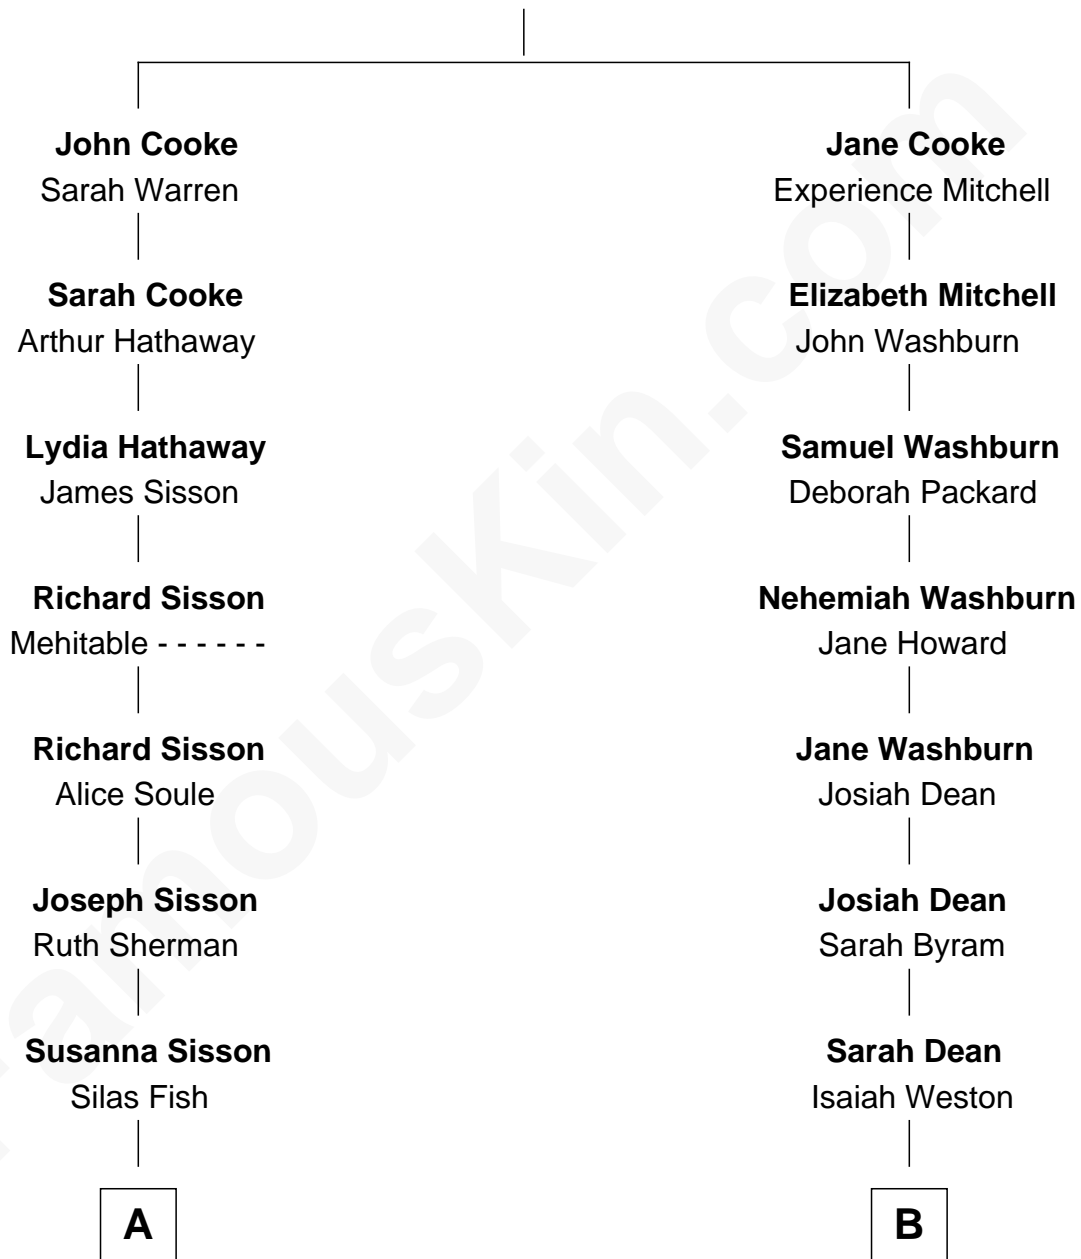 John Cooke
Sarah Warren
Jane Cooke
Experience Mitchell
Sarah Cooke
Arthur Hathaway
Elizabeth Mitchell
John Washburn
Lydia Hathaway
James Sisson
Samuel Washburn
Deborah Packard
Richard Sisson
Mehitable - - - - - -
Nehemiah Washburn
Jane Howard
Richard Sisson
Alice Soule
Jane Washburn
Josiah Dean
Joseph Sisson
Ruth Sherman
Josiah Dean
Sarah Byram
Susanna Sisson
Silas Fish
Sarah Dean
Isaiah Weston
A
B
FamousKin.com